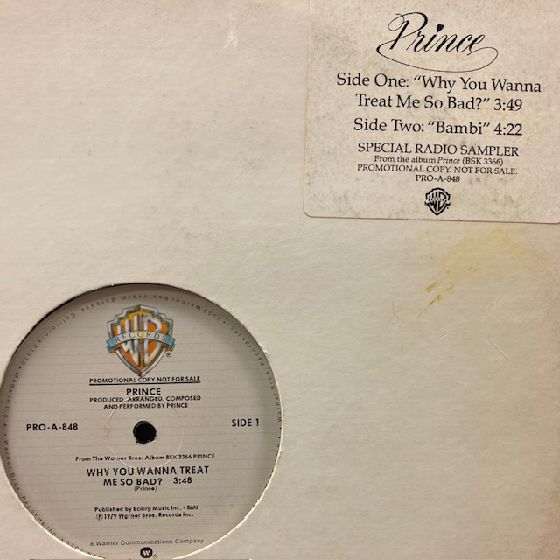 Prince
Side One: "Why You Wanna
Treat Me So Bad?" 3:49
Side Two: "Bambi" 4:22
SPECIAL RADIO SAMPLER
From the album Prince (BSK 3366)
PROMOTIONAL COPY. NOT FOR SALE.
PRO-A-848
WB
WB
RECORDS
®
PROMOTIONAL COPY NOT FOR SALE
PRINCE
PRODUCED, ARRANGED, COMPOSED
AND PERFORMED BY PRINCE
PRO-A-848 SIDE 1
From The Warner Bros. Album BSK 3366 PRINCE
WHY YOU WANNA TREAT
ME SO BAD? 3:48
(Prince)
Published by Ecnirp Music Inc. - BMI
℗ 1979 Warner Bros. Records Inc.
A Warner Communications Company